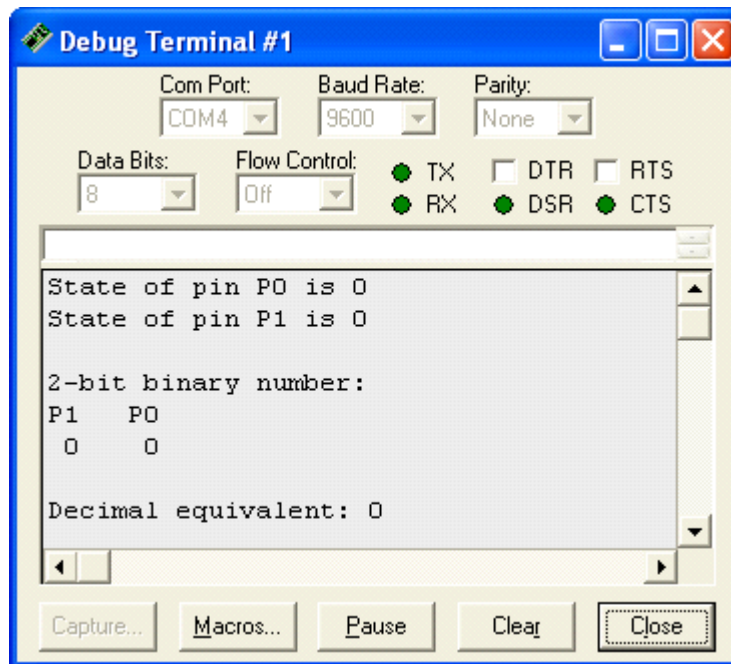 Debug Terminal #1
Com Port: Baud Rate: Parity:
COM4 9600 None
Data Bits: Flow Control: TX DTR RTS
8 Off RX DSR CTS
State of pin P0 is 0
State of pin P1 is 0
2-bit binary number:
P1 P0
0 0
Decimal equivalent: 0
Capture... Macros... Pause Clear Close